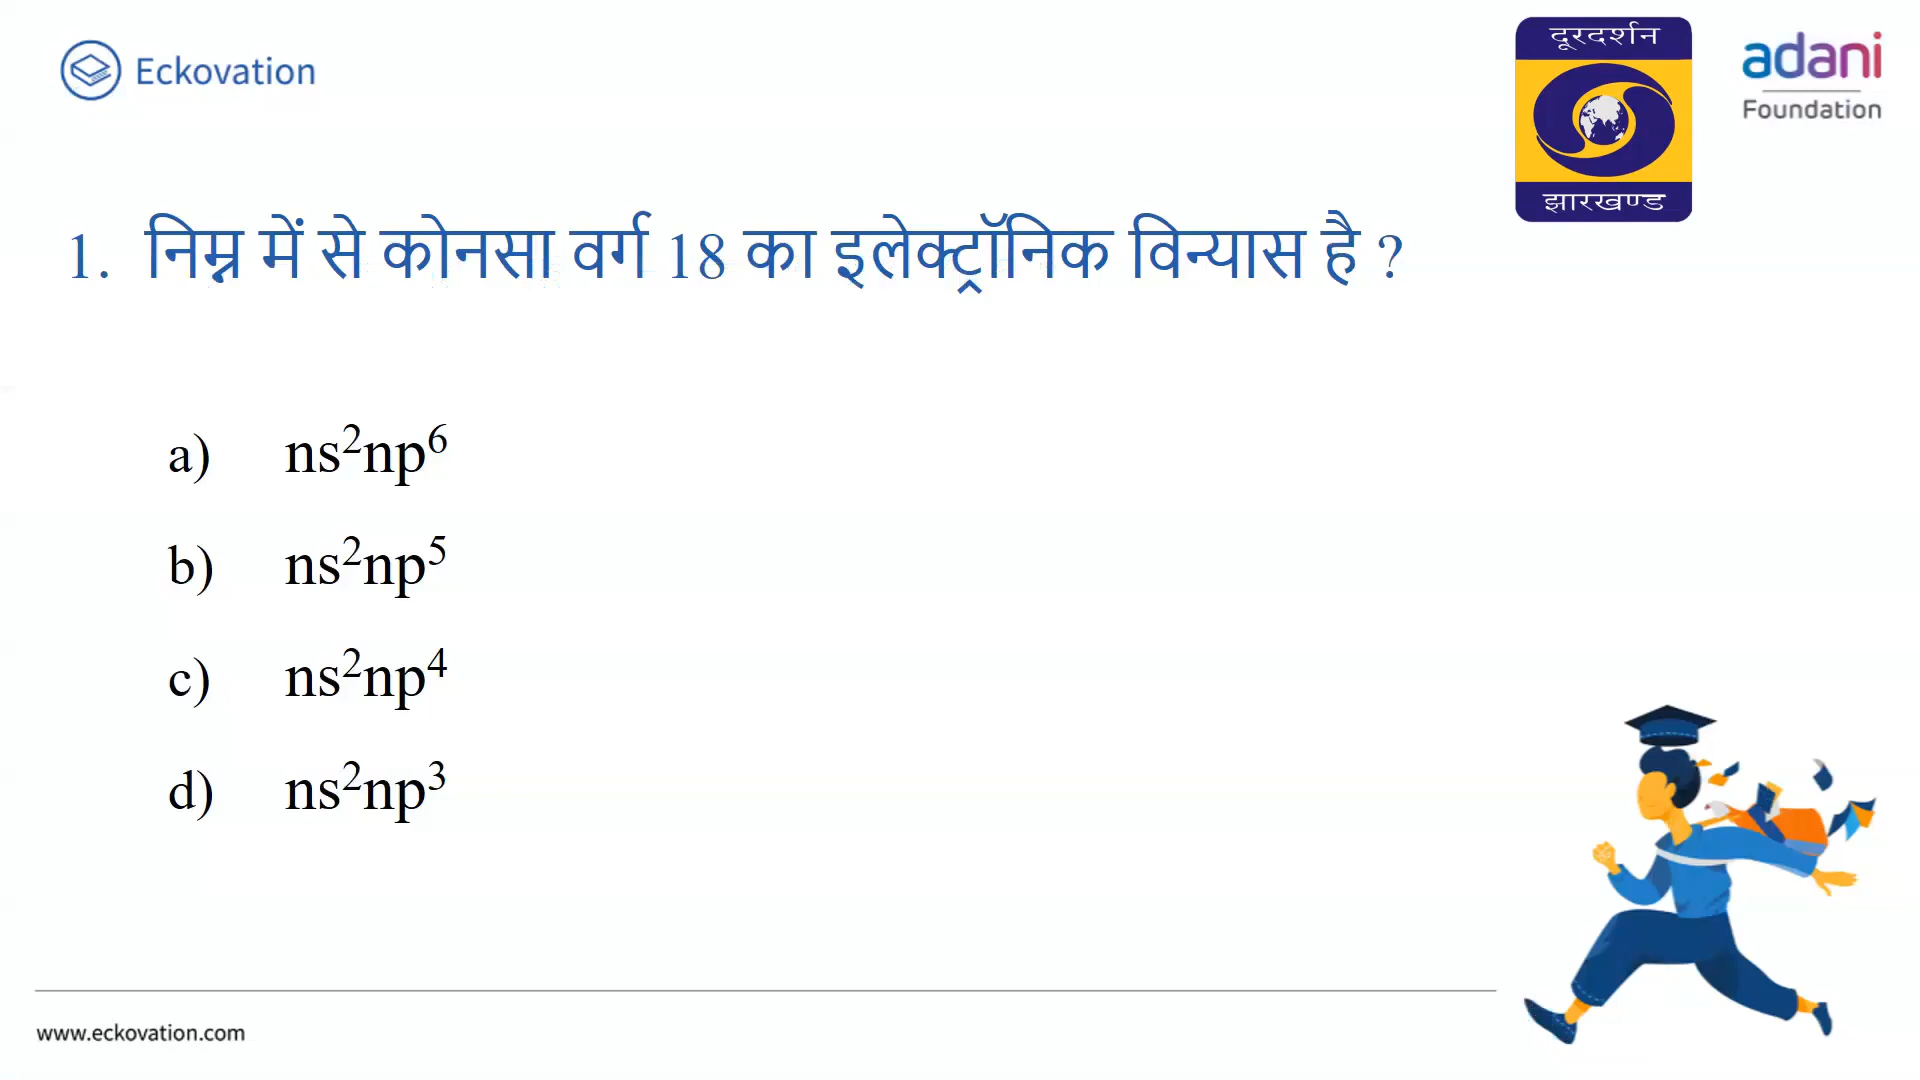 Eckovation
दूरदर्शन
झारखण्ड
adani
Foundation
1. निम्न में से कोनसा वर्ग 18 का इलेक्ट्रॉनिक विन्यास है ?
a) ns²np⁶
b) ns²np⁵
c) ns²np⁴
d) ns²np³
www.eckovation.com